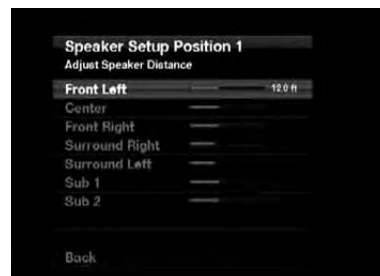 Speaker Setup Position 1
Adjust Speaker Distance
Front Left 12.0 ft
Center
Front Right
Surround Right
Surround Left
Sub 1
Sub 2
Back